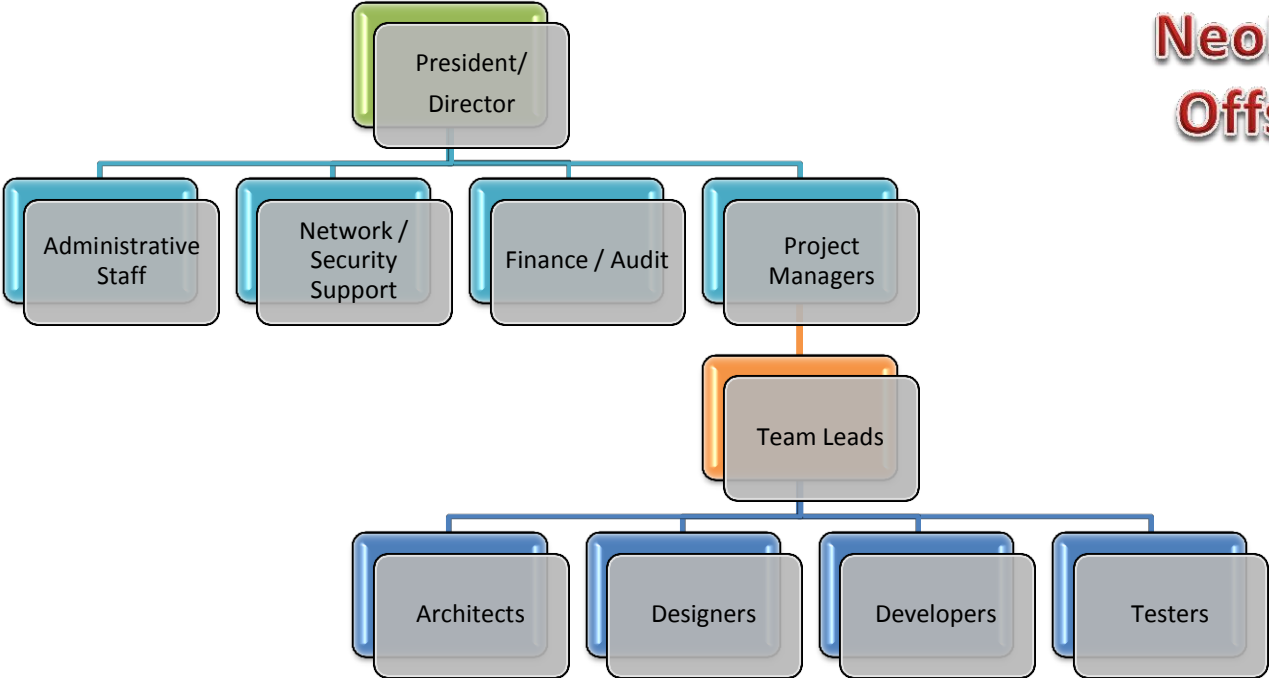 President/
Director
Administrative
Staff
Network /
Security
Support
Finance / Audit
Project
Managers
Team Leads
Architects
Designers
Developers
Testers